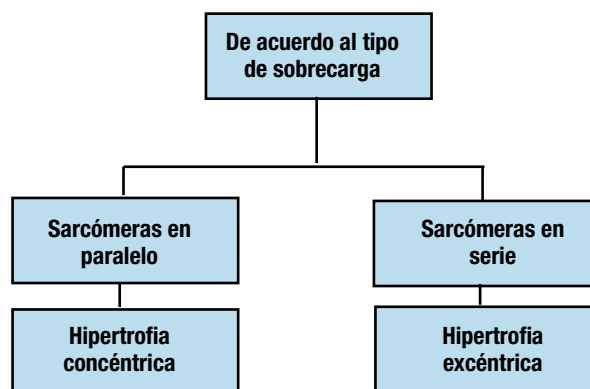 De acuerdo al tipo
de sobrecarga
Sarcómeras en
paralelo
Sarcómeras en
serie
Hipertrofia
concéntrica
Hipertrofia
excéntrica